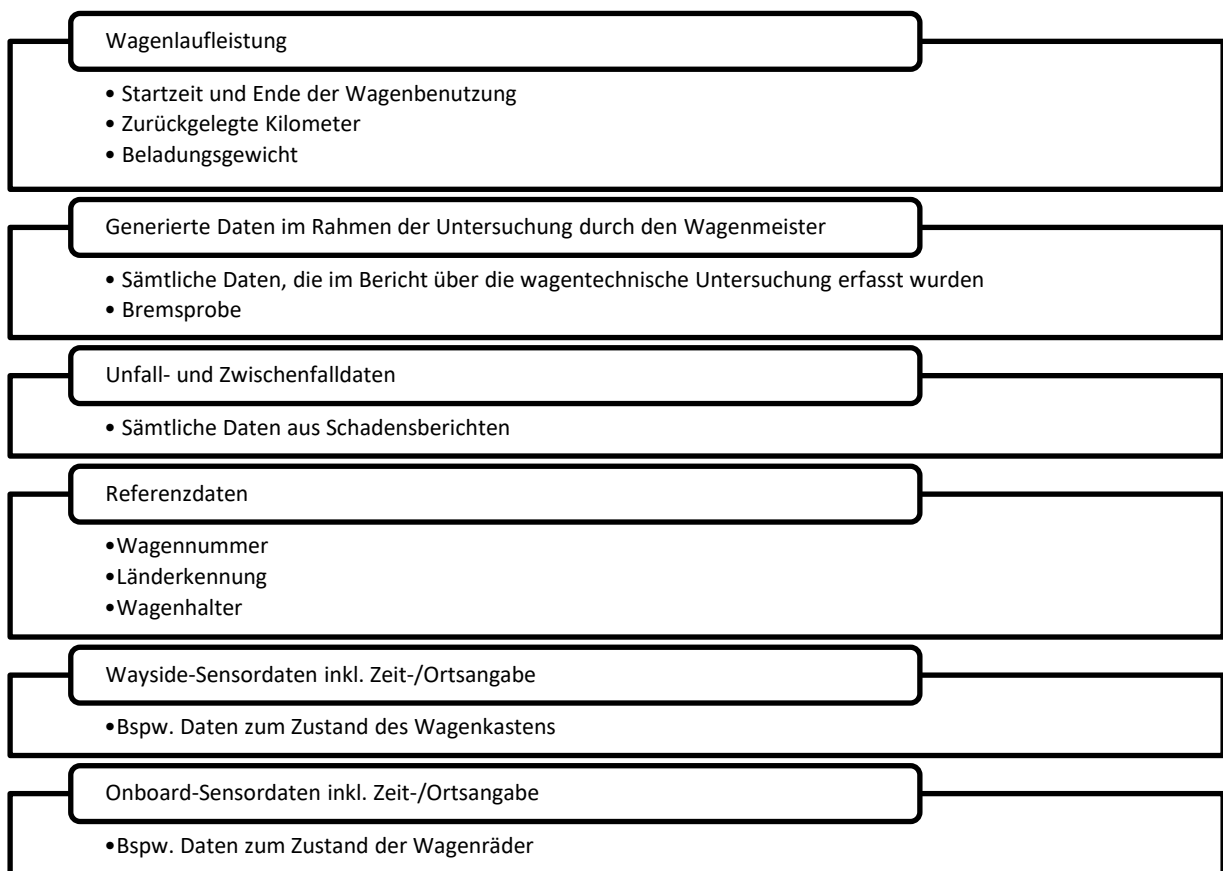 Wagenlaufleistung
• Startzeit und Ende der Wagenbenutzung
• Zurückgelegte Kilometer
• Beladungsgewicht
Generierte Daten im Rahmen der Untersuchung durch den Wagenmeister
• Sämtliche Daten, die im Bericht über die wagentechnische Untersuchung erfasst wurden
• Bremsprobe
Unfall- und Zwischenfalldaten
• Sämtliche Daten aus Schadensberichten
Referenzdaten
•Wagennummer
•Länderkennung
•Wagenhalter
Wayside-Sensordaten inkl. Zeit-/Ortsangabe
•Bspw. Daten zum Zustand des Wagenkastens
Onboard-Sensordaten inkl. Zeit-/Ortsangabe
•Bspw. Daten zum Zustand der Wagenräder